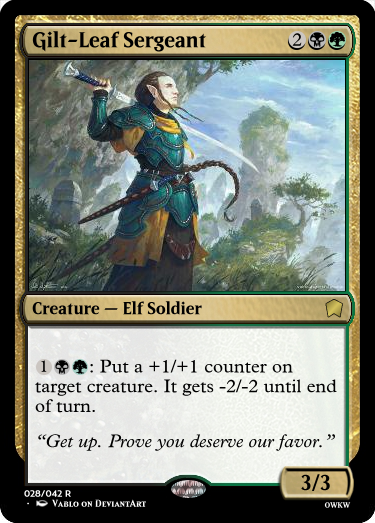 Gilt-Leaf Sergeant 2
Creature — Elf Soldier
1: Put a +1/+1 counter on
target creature. It gets -2/-2 until end
of turn.
“Get up. Prove you deserve our favor.”
3/3
028/042 R
· Vablo on DeviantArt
OWKW